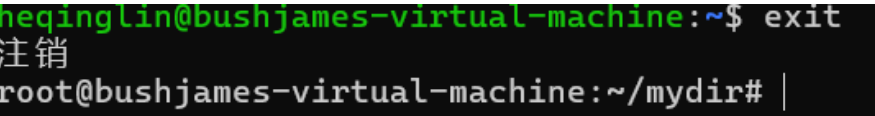 heqinglin@bushjames-virtual-machine:~$ exit
注销
root@bushjames-virtual-machine:~/mydir#